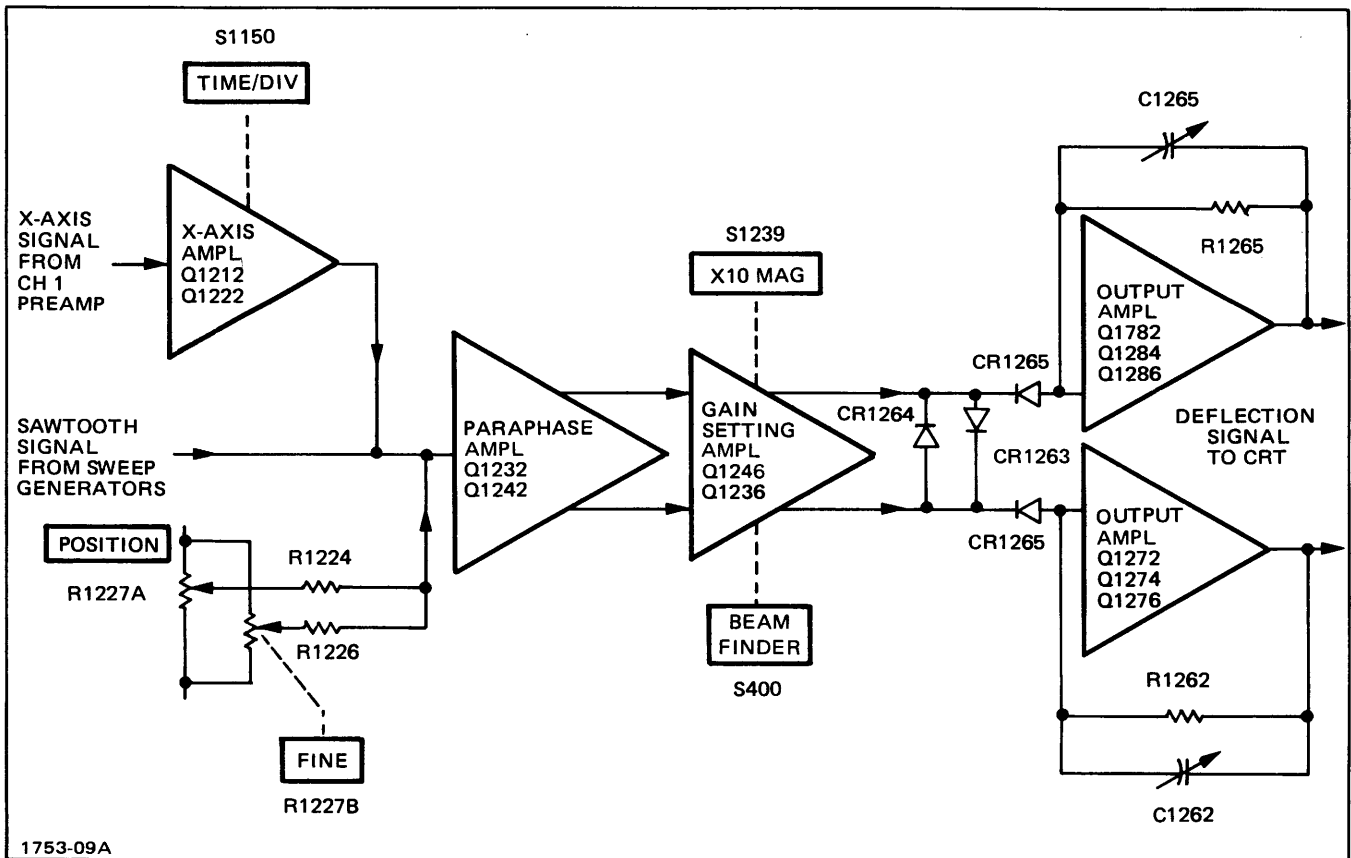 S1150
TIME/DIV
X-AXIS
SIGNAL
FROM
CH 1
PREAMP
X-AXIS
AMPL
Q1212
Q1222
SAWTOOTH
SIGNAL
FROM SWEEP
GENERATORS
POSITION
R1227A
R1224
R1226
FINE
R1227B
PARAPHASE
AMPL
Q1232
Q1242
S1239
X10 MAG
GAIN
SETTING
AMPL
Q1246
Q1236
BEAM
FINDER
S400
CR1264
CR1263
CR1265
CR1265
C1265
R1265
OUTPUT
AMPL
Q1782
Q1284
Q1286
DEFLECTION
SIGNAL
TO CRT
OUTPUT
AMPL
Q1272
Q1274
Q1276
R1262
C1262
1753-09A